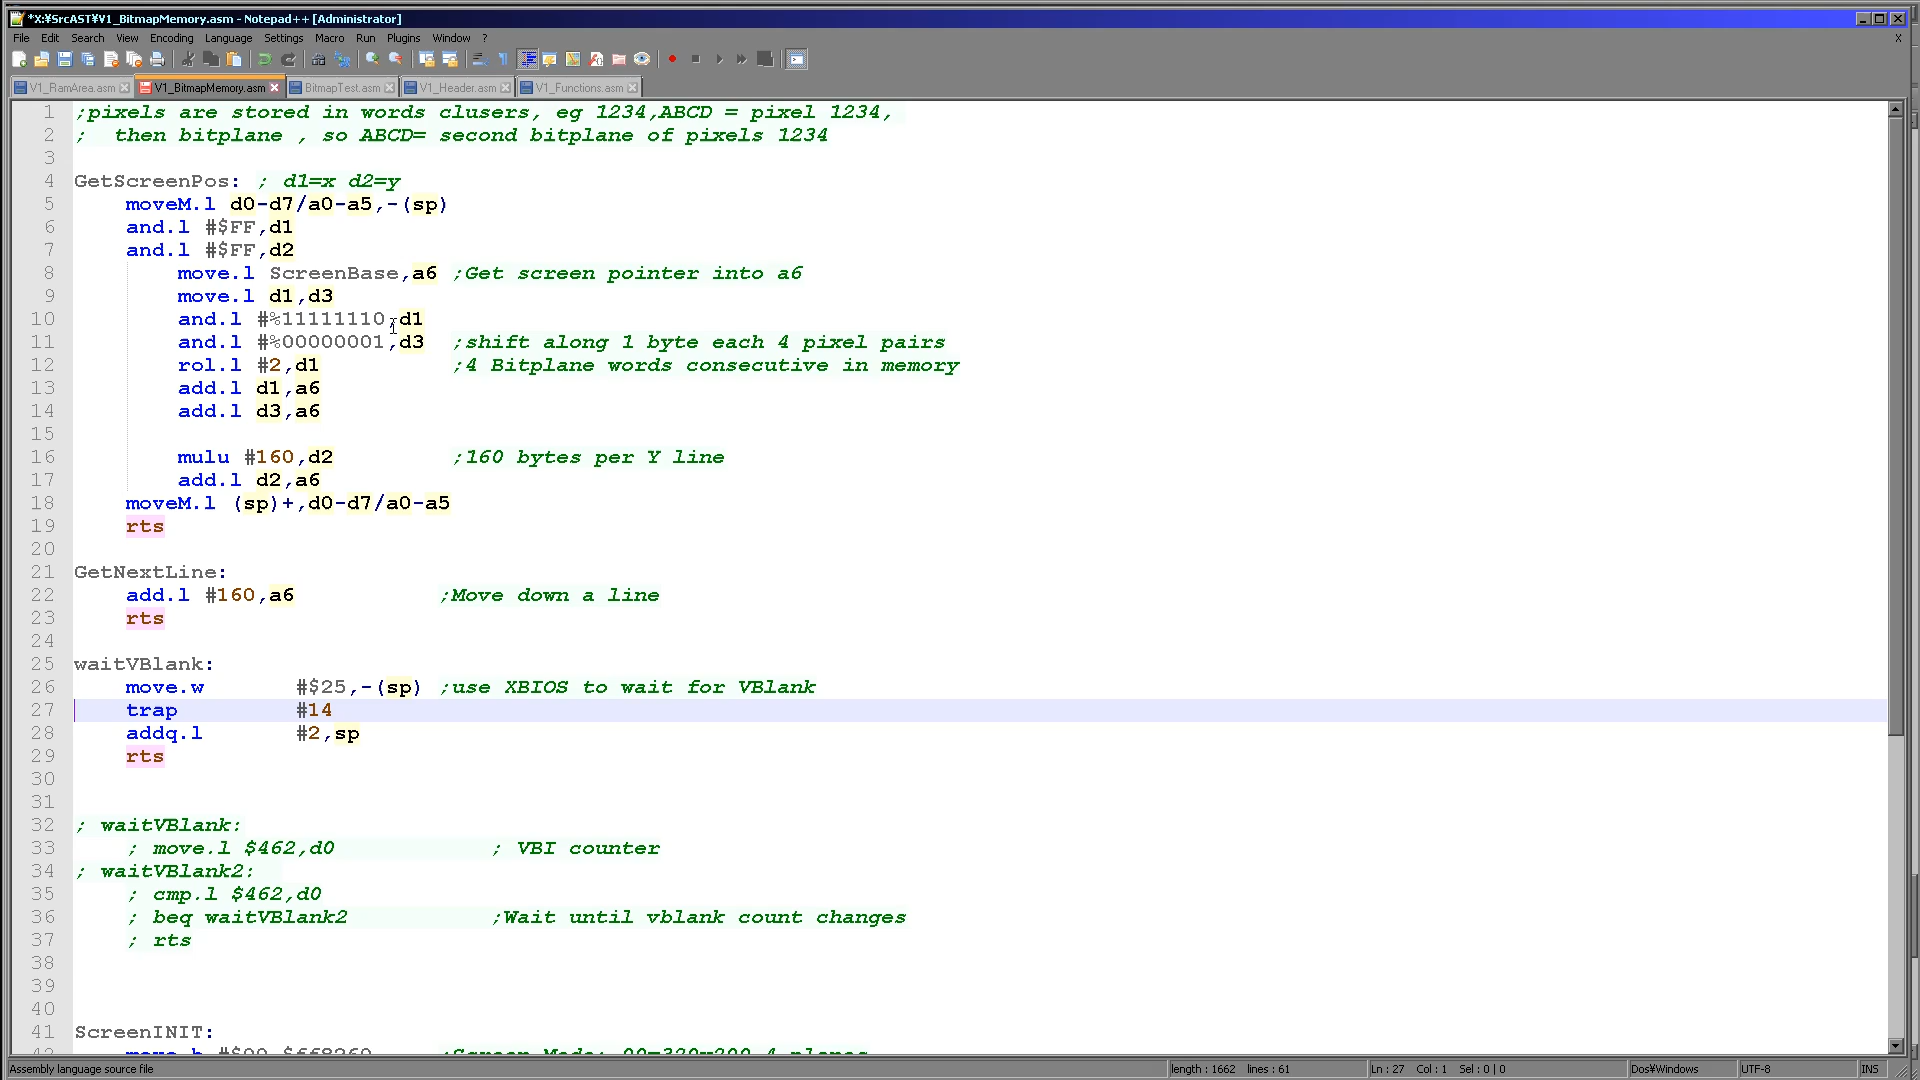 *X:¥SrcAST¥V1_BitmapMemory.asm - Notepad++ [Administrator]
File Edit Search View Encoding Language Settings Macro Run Plugins Window ? X
V1_RamArea.asm V1_BitmapMemory.asm BitmapTest.asm V1_Header.asm V1_Functions.asm
1 ;pixels are stored in words clusers, eg 1234,ABCD = pixel 1234,
2 ;  then bitplane , so ABCD= second bitplane of pixels 1234
3
4 GetScreenPos: ; d1=x d2=y
5 moveM.l d0-d7/a0-a5,-(sp)
6 and.l #$FF,d1
7 and.l #$FF,d2
8 move.l ScreenBase,a6 ;Get screen pointer into a6
9 move.l d1,d3
10 and.l #%11111110,d1
11 and.l #%00000001,d3 ;shift along 1 byte each 4 pixel pairs
12 rol.l #2,d1 ;4 Bitplane words consecutive in memory
13 add.l d1,a6
14 add.l d3,a6
15
16 mulu #160,d2 ;160 bytes per Y line
17 add.l d2,a6
18 moveM.l (sp)+,d0-d7/a0-a5
19 rts
20
21 GetNextLine:
22 add.l #160,a6 ;Move down a line
23 rts
24
25 waitVBlank:
26 move.w #$25,-(sp) ;use XBIOS to wait for VBlank
27 trap #14
28 addq.l #2,sp
29 rts
30
31
32 ; waitVBlank:
33 ; move.l $462,d0 ; VBI counter
34 ; waitVBlank2:
35 ; cmp.l $462,d0
36 ; beq waitVBlank2 ;Wait until vblank count changes
37 ; rts
38
39
40
41 ScreenINIT:
42 move.b #$00,$ff8260 ;Screen Mode: 00=320x200 4 planes
Assembly language source file length : 1662 lines : 61 Ln : 27 Col : 1 Sel : 0 | 0 Dos¥Windows UTF-8 INS